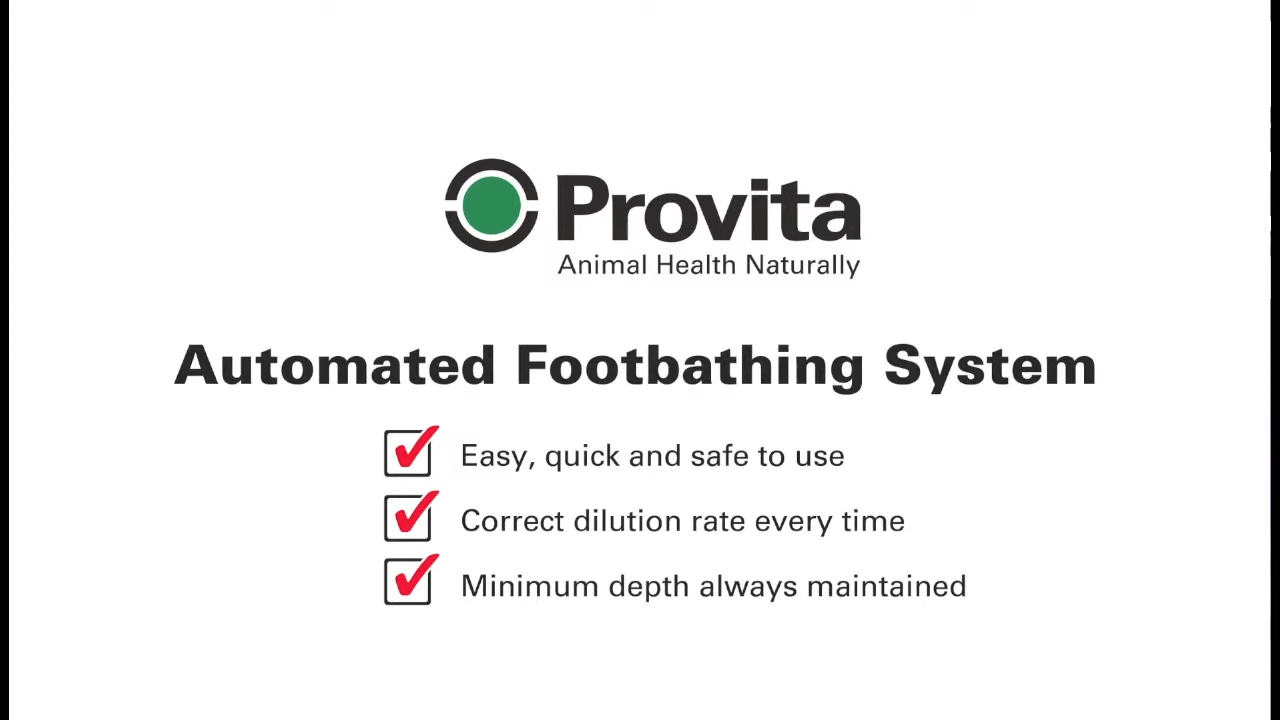 Provita
Animal Health Naturally
Automated Footbathing System
Easy, quick and safe to use
Correct dilution rate every time
Minimum depth always maintained